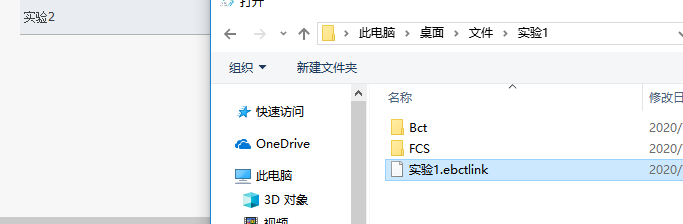 实验2
打开
此电脑 > 桌面 > 文件 > 实验1
组织 新建文件夹
名称 修改日
快速访问
OneDrive
此电脑
3D 对象
视频
Bct 2020/
FCS 2020/
实验1.ebctlink 2020/